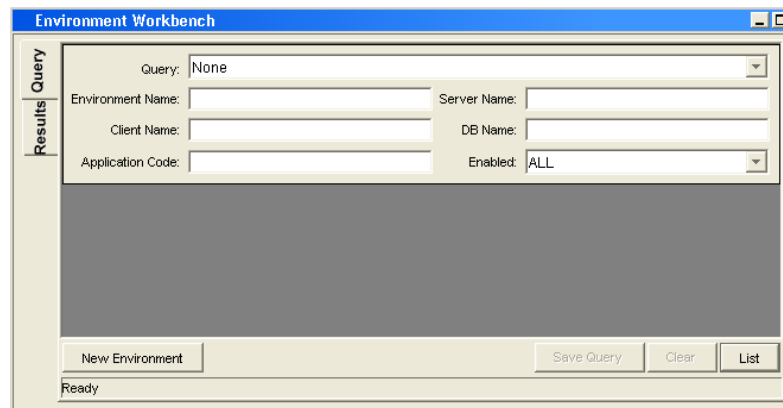 Environment Workbench
Query
Results
Query: None
Environment Name: Server Name:
Client Name: DB Name:
Application Code: Enabled: ALL
New Environment Save Query Clear List
Ready